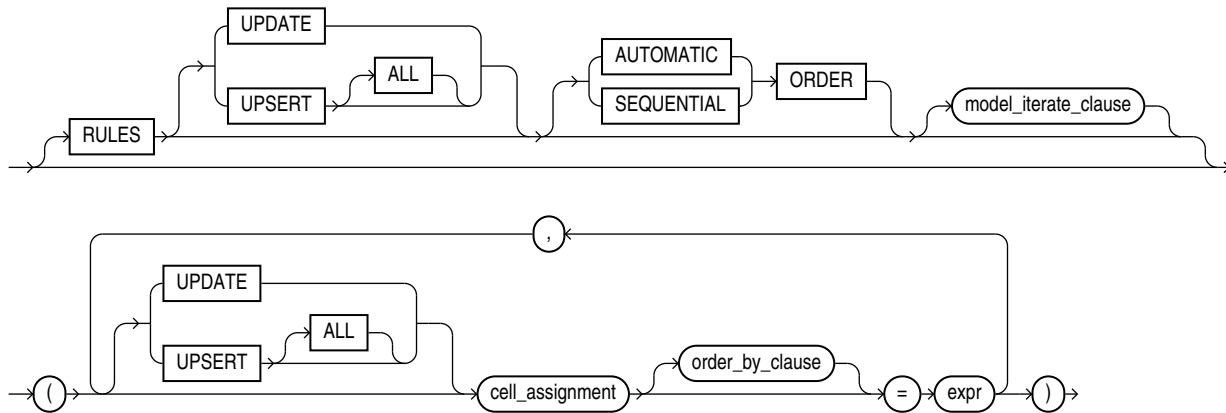 UPDATE
UPSERT ALL
AUTOMATIC
SEQUENTIAL
ORDER
RULES
model_iterate_clause
,
UPDATE
UPSERT ALL
( cell_assignment order_by_clause = expr )